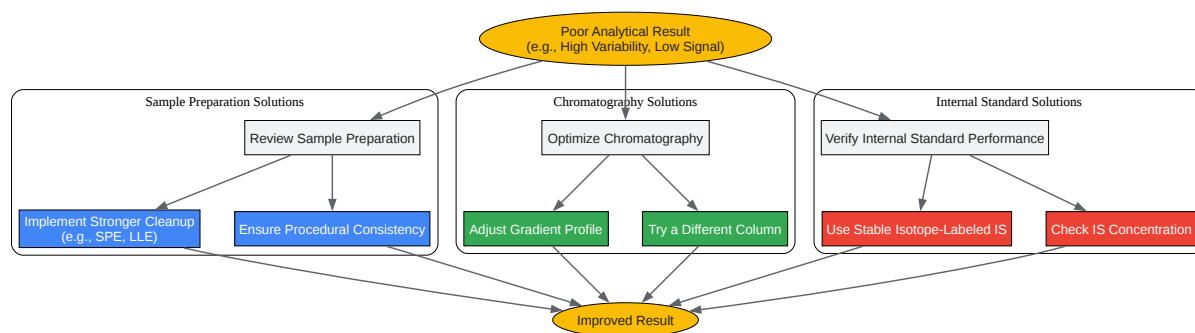 Poor Analytical Result
(e.g., High Variability, Low Signal)
Sample Preparation Solutions
Chromatography Solutions
Internal Standard Solutions
Review Sample Preparation
Optimize Chromatography
Verify Internal Standard Performance
Implement Stronger Cleanup
(e.g., SPE, LLE)
Ensure Procedural Consistency
Adjust Gradient Profile
Try a Different Column
Use Stable Isotope-Labeled IS
Check IS Concentration
Improved Result